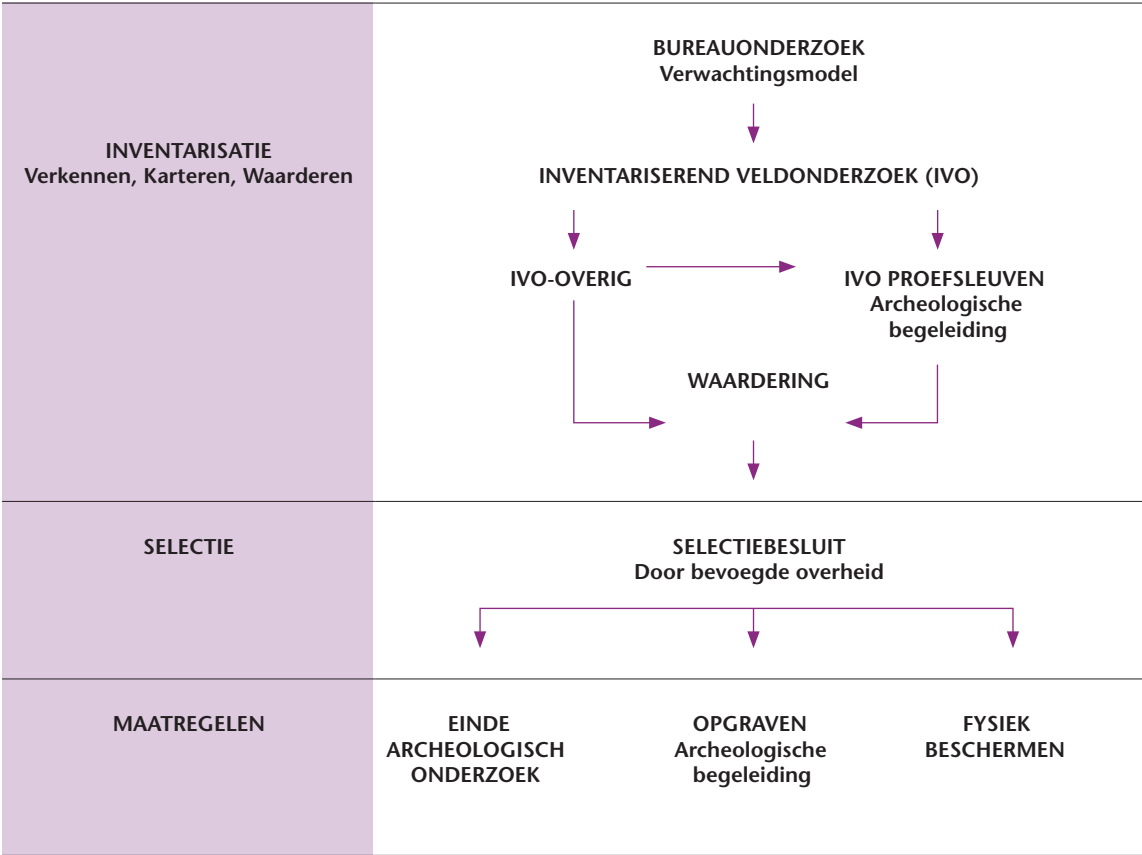 BUREAUONDERZOEK
Verwachtingsmodel
INVENTARISATIE
Verkennen, Karteren, Waarderen
INVENTARISEREND VELDONDERZOEK (IVO)
IVO-OVERIG
IVO PROEFSLEUVEN
Archeologische
begeleiding
WAARDERING
SELECTIE
SELECTIEBESLUIT
Door bevoegde overheid
MAATREGELEN
EINDE
ARCHEOLOGISCH
ONDERZOEK
OPGRAVEN
Archeologische
begeleiding
FYSIEK
BESCHERMEN